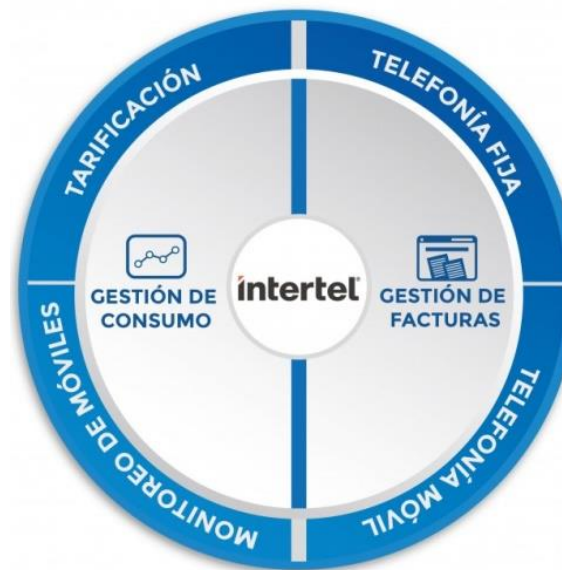 TARIFICACIÓN
TELEFONÍA FIJA
GESTIÓN DE
CONSUMO
intertel
GESTIÓN DE
FACTURAS
MONITOREO DE MÓVILES
TELEFONÍA MÓVIL